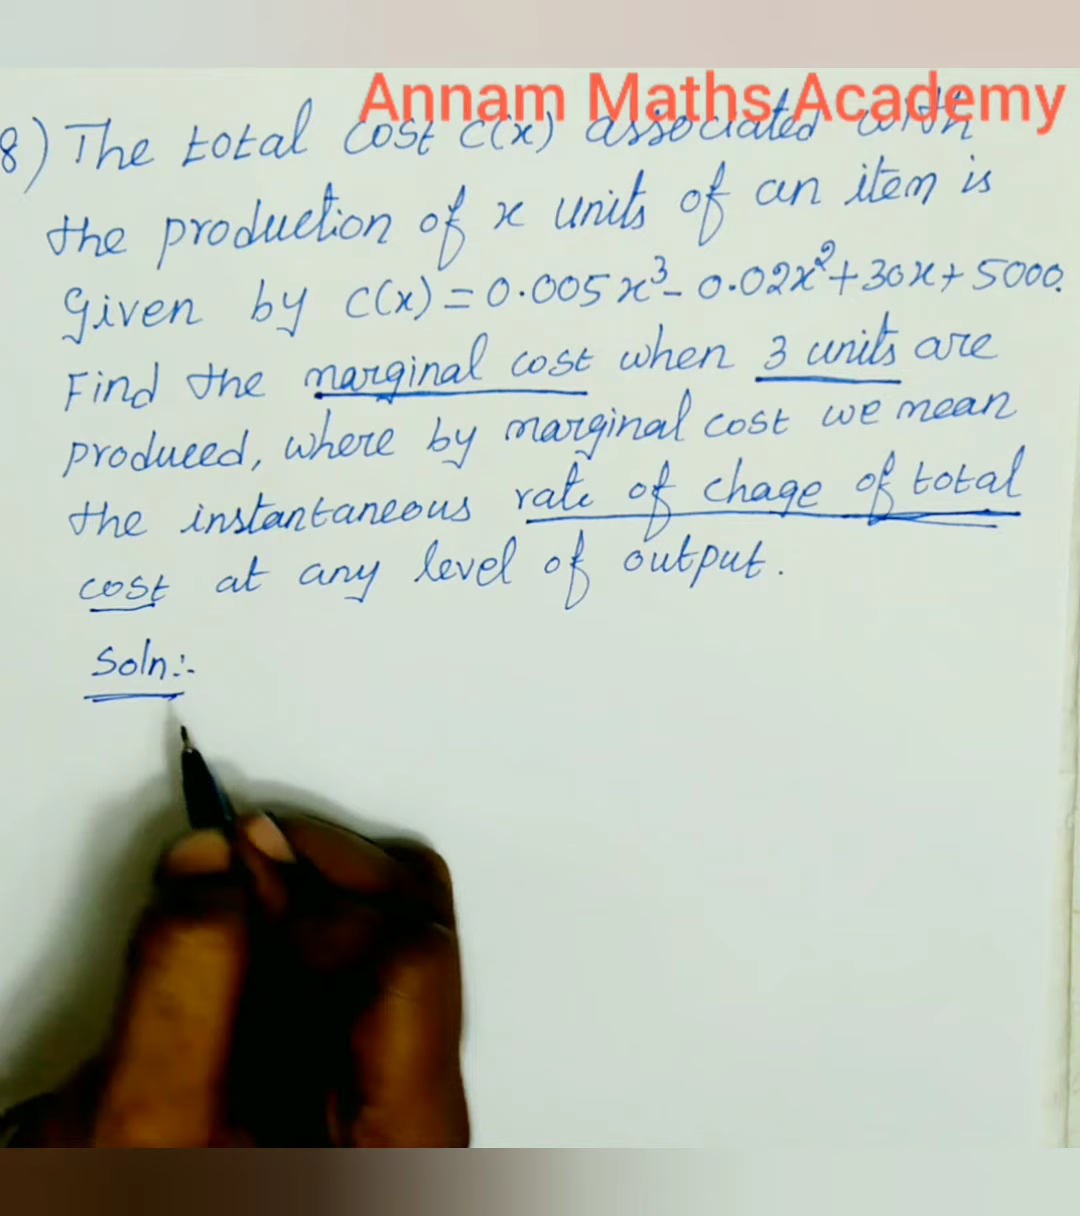 Annam Maths Academy
8) The total cost c(x) associated with
the production of x units of an item is
given by c(x) = 0.005x³ - 0.02x² + 30x + 5000.
Find the marginal cost when 3 units are
produced, where by marginal cost we mean
the instantaneous rate of chage of total
cost at any level of output.
Soln:-